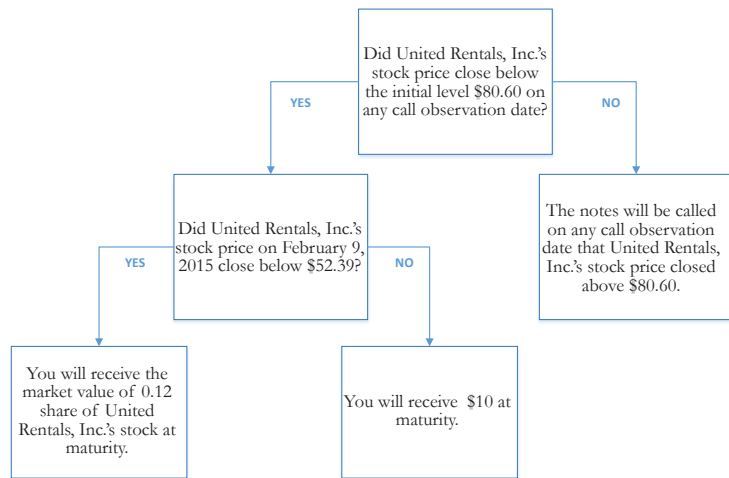 Did United Rentals, Inc.'s
stock price close below
the initial level $80.60 on
any call observation date?
YES
NO
Did United Rentals, Inc.'s
stock price on February 9,
2015 close below $52.39?
The notes will be called
on any call observation
date that United Rentals,
Inc.'s stock price closed
above $80.60.
YES
NO
You will receive the
market value of 0.12
share of United
Rentals, Inc.'s stock at
maturity.
You will receive $10 at
maturity.